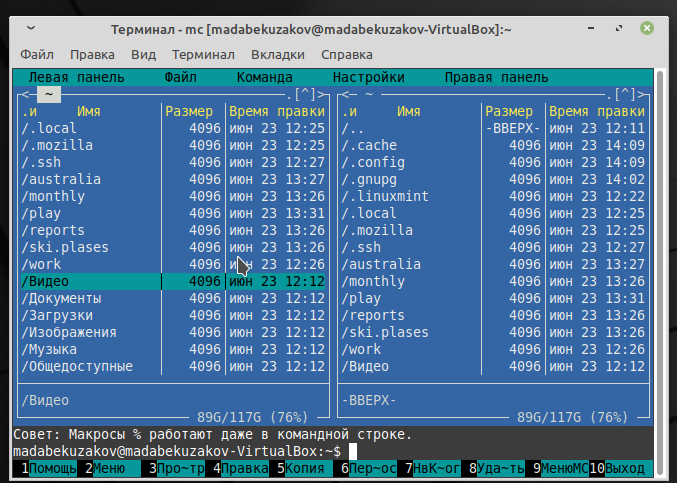 Терминал - mc [madabekuzakov@madabekuzakov-VirtualBox]:~
Файл Правка Вид Терминал Вкладки Справка
Левая панель Файл Команда Настройки Правая панель
<─ ~ .[^]> <─ ~ .[^]>
.и Имя Размер Время правки .и Имя Размер Время правки
/.local 4096 июн 23 12:25 /.. -ВВЕРХ- июн 23 12:11
/.mozilla 4096 июн 23 12:25 /.cache 4096 июн 23 14:09
/.ssh 4096 июн 23 12:27 /.config 4096 июн 23 14:09
/australia 4096 июн 23 13:27 /.gnupg 4096 июн 23 14:02
/monthly 4096 июн 23 13:26 /.linuxmint 4096 июн 23 12:22
/play 4096 июн 23 13:31 /.local 4096 июн 23 12:25
/reports 4096 июн 23 13:26 /.mozilla 4096 июн 23 12:25
/ski.plases 4096 июн 23 13:26 /.ssh 4096 июн 23 12:27
/work 4096 июн 23 12:26 /australia 4096 июн 23 13:27
/Видео 4096 июн 23 12:12 /monthly 4096 июн 23 13:26
/Документы 4096 июн 23 12:12 /play 4096 июн 23 13:31
/Загрузки 4096 июн 23 12:12 /reports 4096 июн 23 13:26
/Изображения 4096 июн 23 12:12 /ski.plases 4096 июн 23 13:26
/Музыка 4096 июн 23 12:12 /work 4096 июн 23 12:26
/Общедоступные 4096 июн 23 12:12 /Видео 4096 июн 23 12:12
/Видео -ВВЕРХ-
89G/117G (76%) 89G/117G (76%)
Совет: Макросы % работают даже в командной строке.
madabekuzakov@madabekuzakov-VirtualBox:~$
1Помощь 2Меню 3Про~тр 4Правка 5Копия 6Пер~ос 7НвК~ог 8Уда~ть 9МенюMC 10Выход